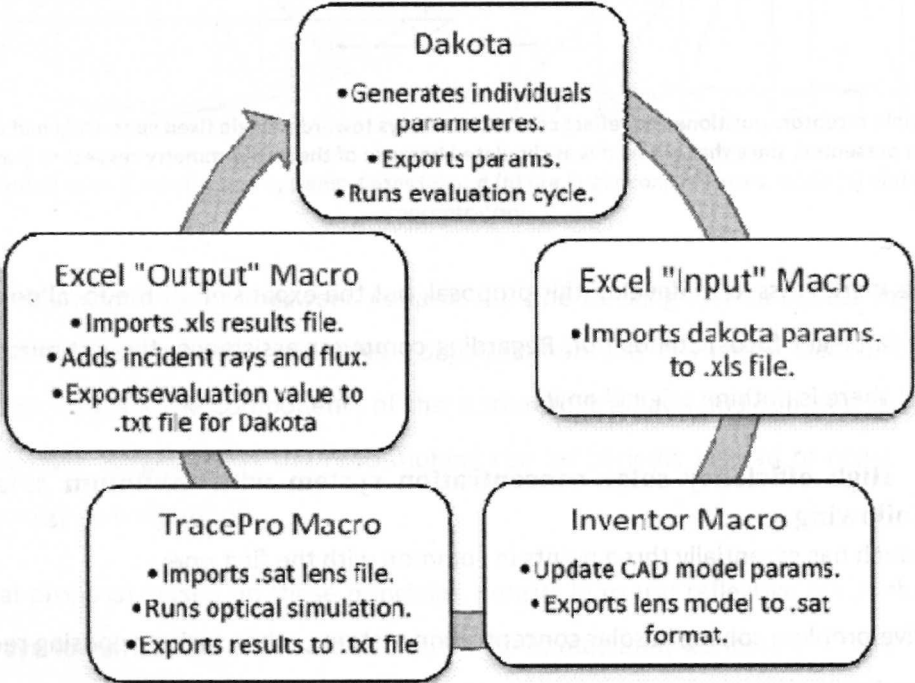 Dakota
•Generates individuals
parameteres.
•Exports params.
•Runs evaluation cycle.
Excel "Input" Macro
•Imports dakota params.
to .xls file.
Inventor Macro
•Update CAD model params.
•Exports lens model to .sat
format.
TracePro Macro
•Imports .sat lens file.
•Runs optical simulation.
•Exports results to .txt file
Excel "Output" Macro
•Imports .xls results file.
•Adds incident rays and flux.
•Exportsevaluation value to
.txt file for Dakota